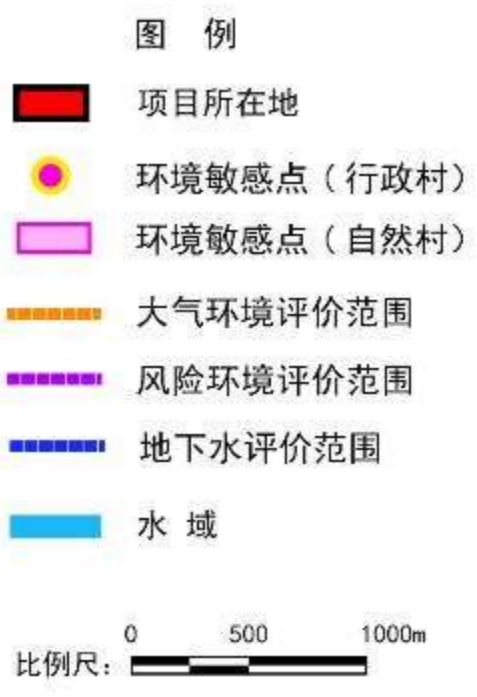 图 例
项目所在地
环境敏感点（行政村）
环境敏感点（自然村）
大气环境评价范围
风险环境评价范围
地下水评价范围
水 域
0 500 1000m
比例尺：